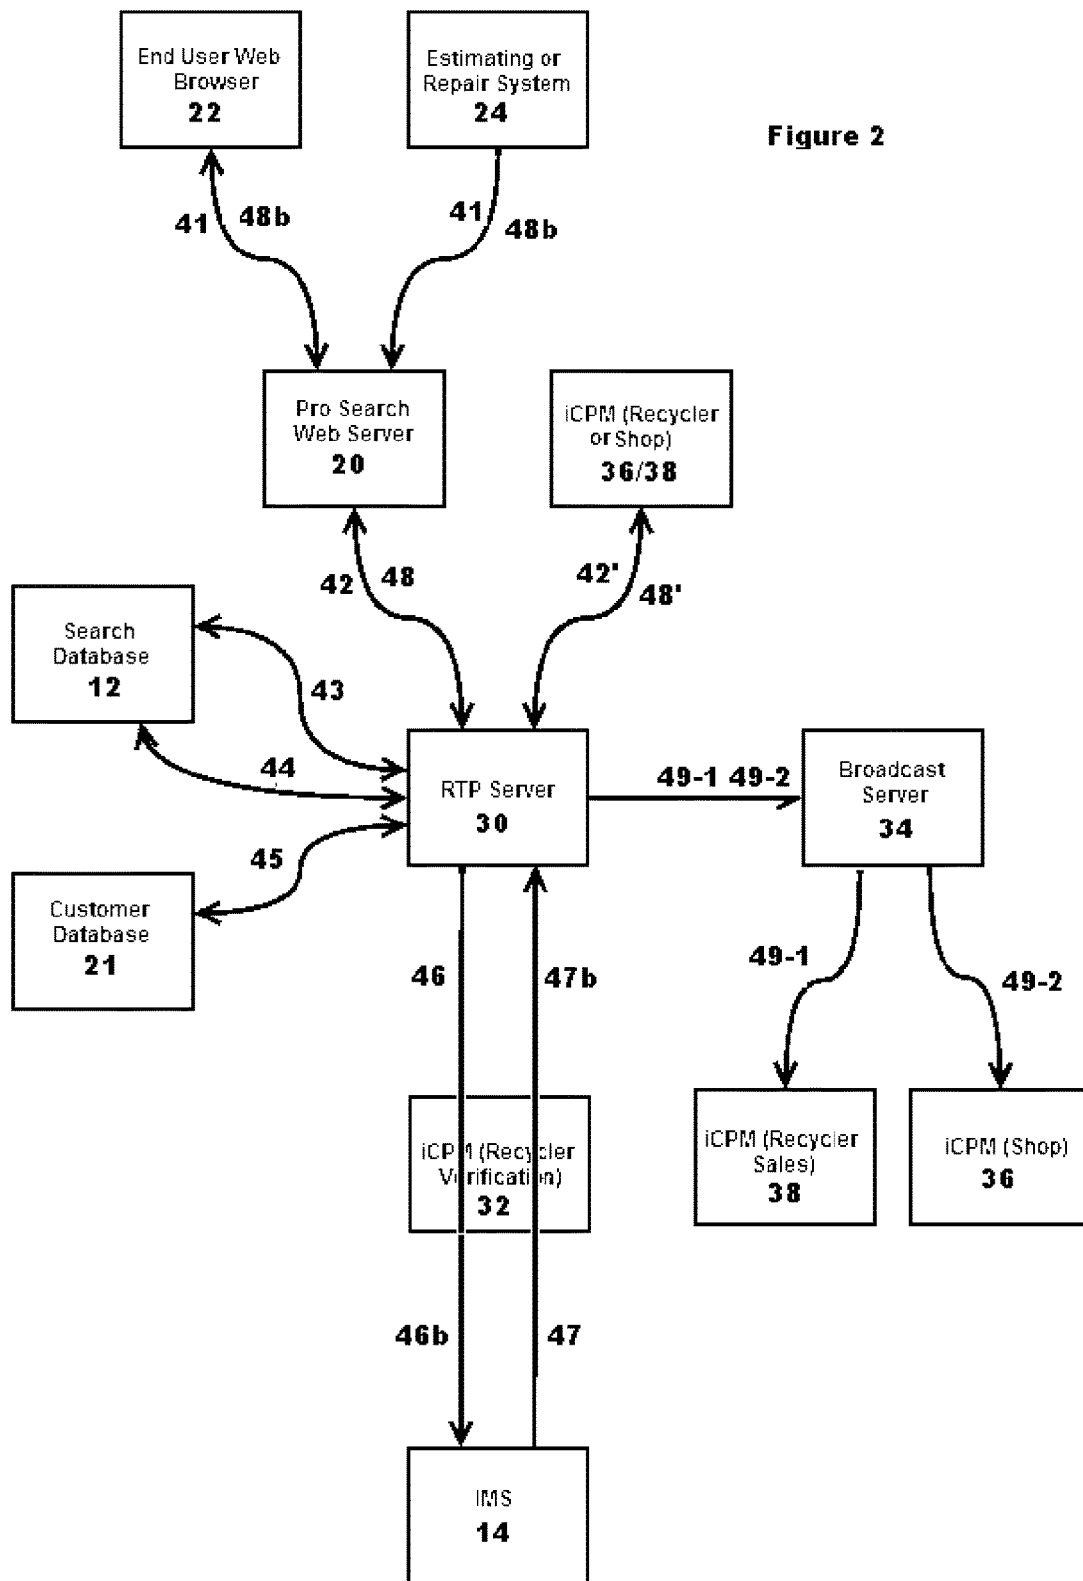 End User Web
Browser
22
Estimating or
Repair System
24
Figure 2
41
48b
41
48b
Pro Search
Web Server
20
iCPM (Recycler
or Shop)
36/38
42
48
42'
48'
Search
Database
12
43
44
RTP Server
30
49-1 49-2
Broadcast
Server
34
45
Customer
Database
21
46
47b
49-1
49-2
iCPM (Recycler
Verification)
32
iCPM (Recycler
Sales)
38
iCPM (Shop)
36
46b
47
IMS
14